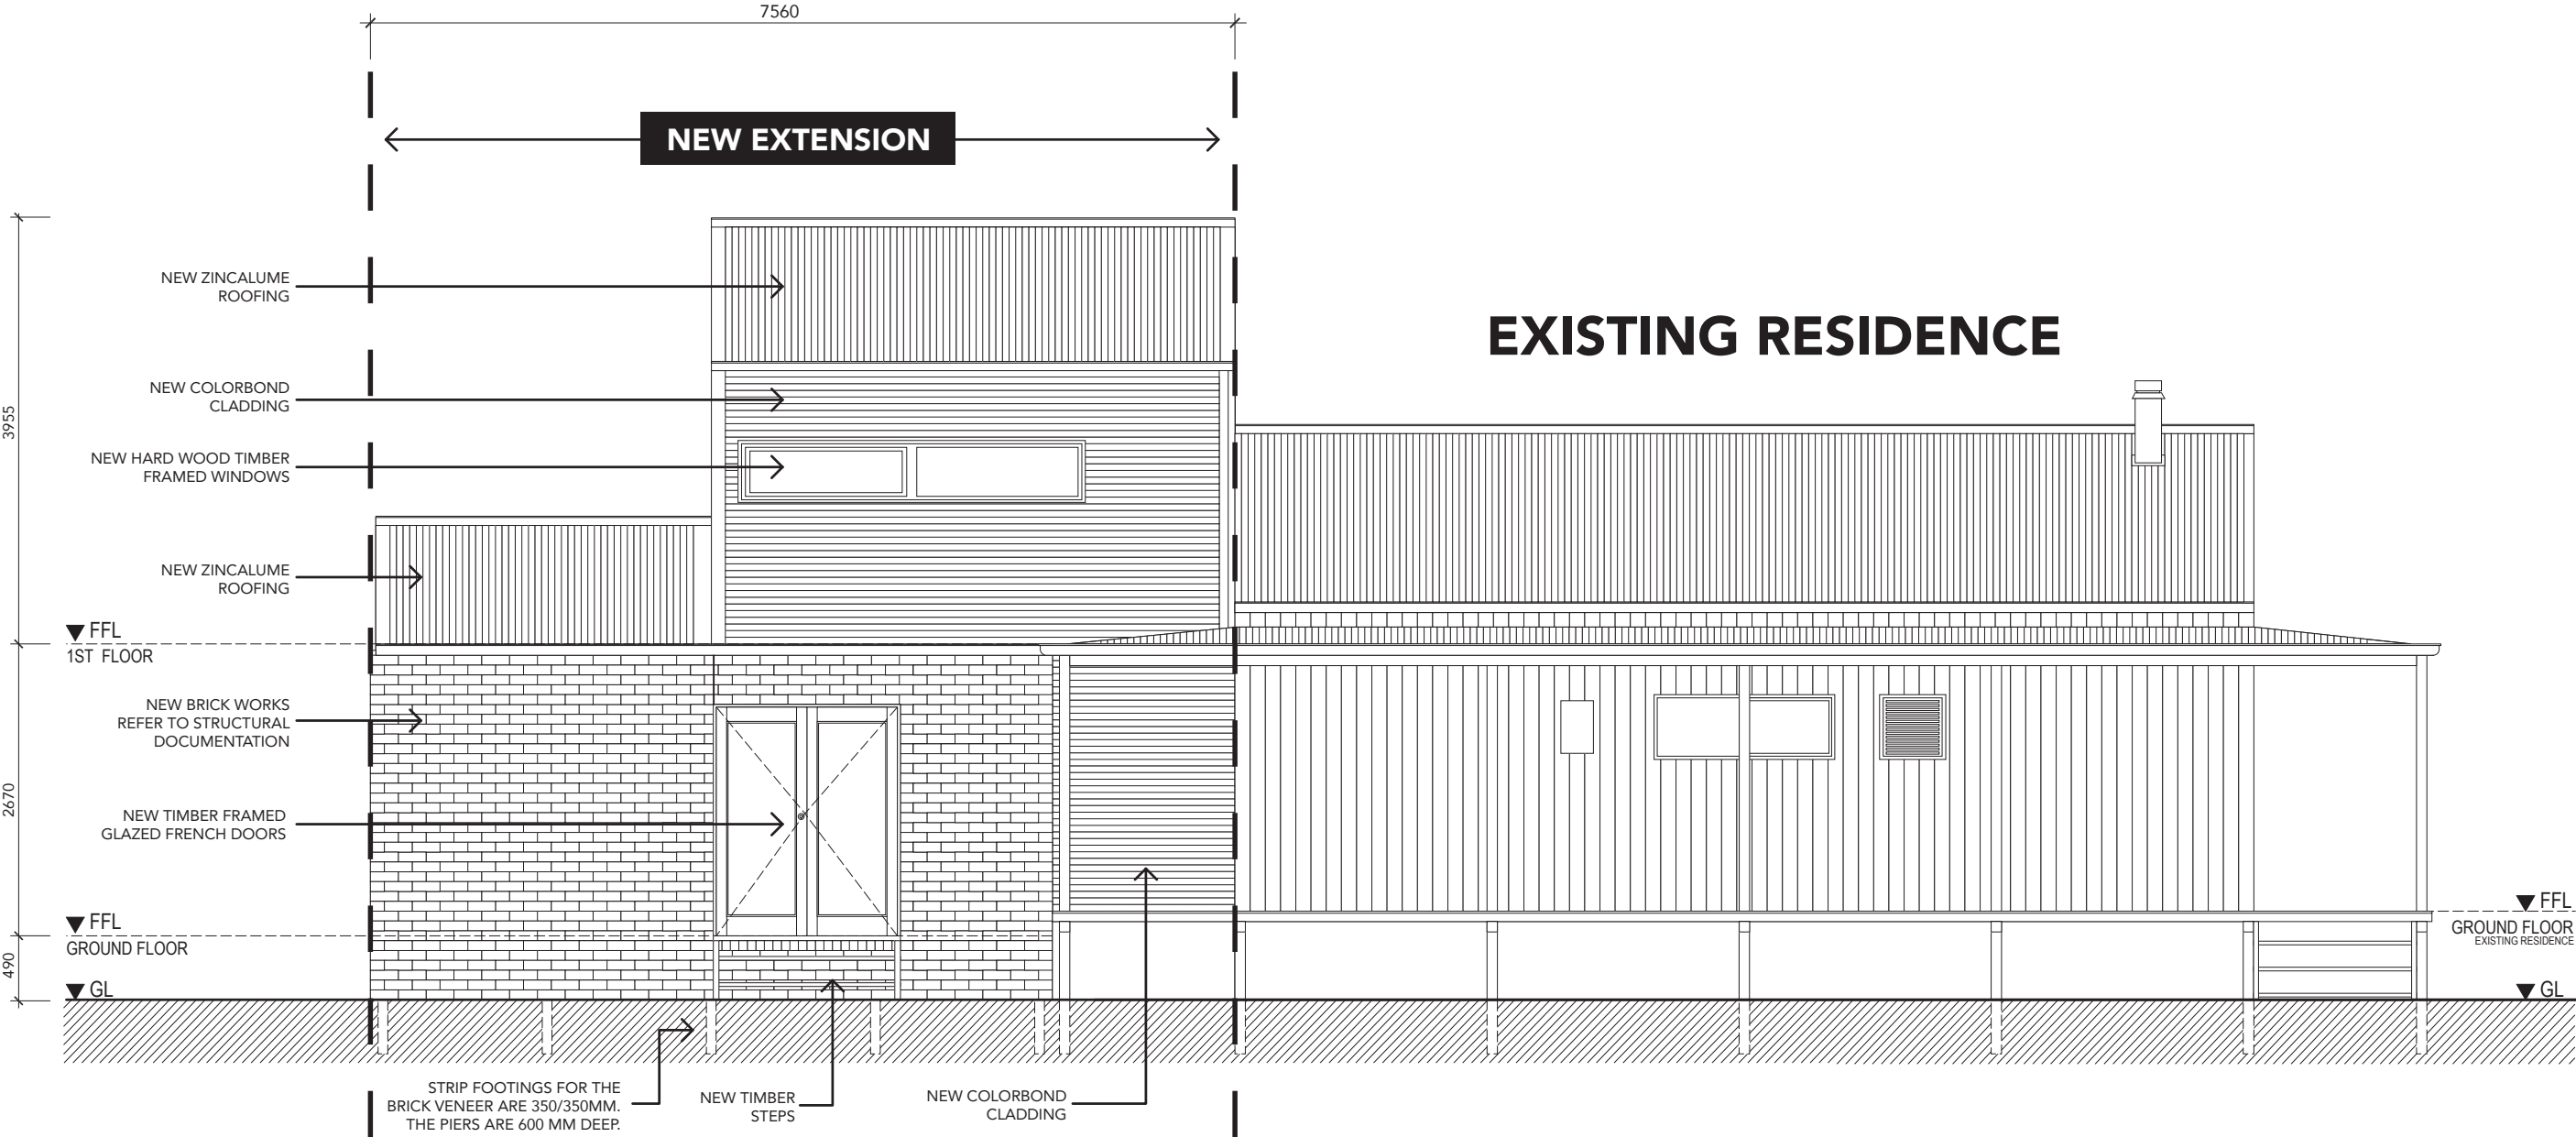 7560
NEW EXTENSION
EXISTING RESIDENCE
NEW ZINCALUME
ROOFING
NEW COLORBOND
CLADDING
3955
NEW HARD WOOD TIMBER
FRAMED WINDOWS
NEW ZINCALUME
ROOFING
FFL
1ST FLOOR
NEW BRICK WORKS
REFER TO STRUCTURAL
DOCUMENTATION
2670
NEW TIMBER FRAMED
GLAZED FRENCH DOORS
FFL
GROUND FLOOR
490
GL
FFL
GROUND FLOOR
EXISTING RESIDENCE
GL
STRIP FOOTINGS FOR THE
BRICK VENEER ARE 350/350MM.
THE PIERS ARE 600 MM DEEP.
NEW TIMBER
STEPS
NEW COLORBOND
CLADDING